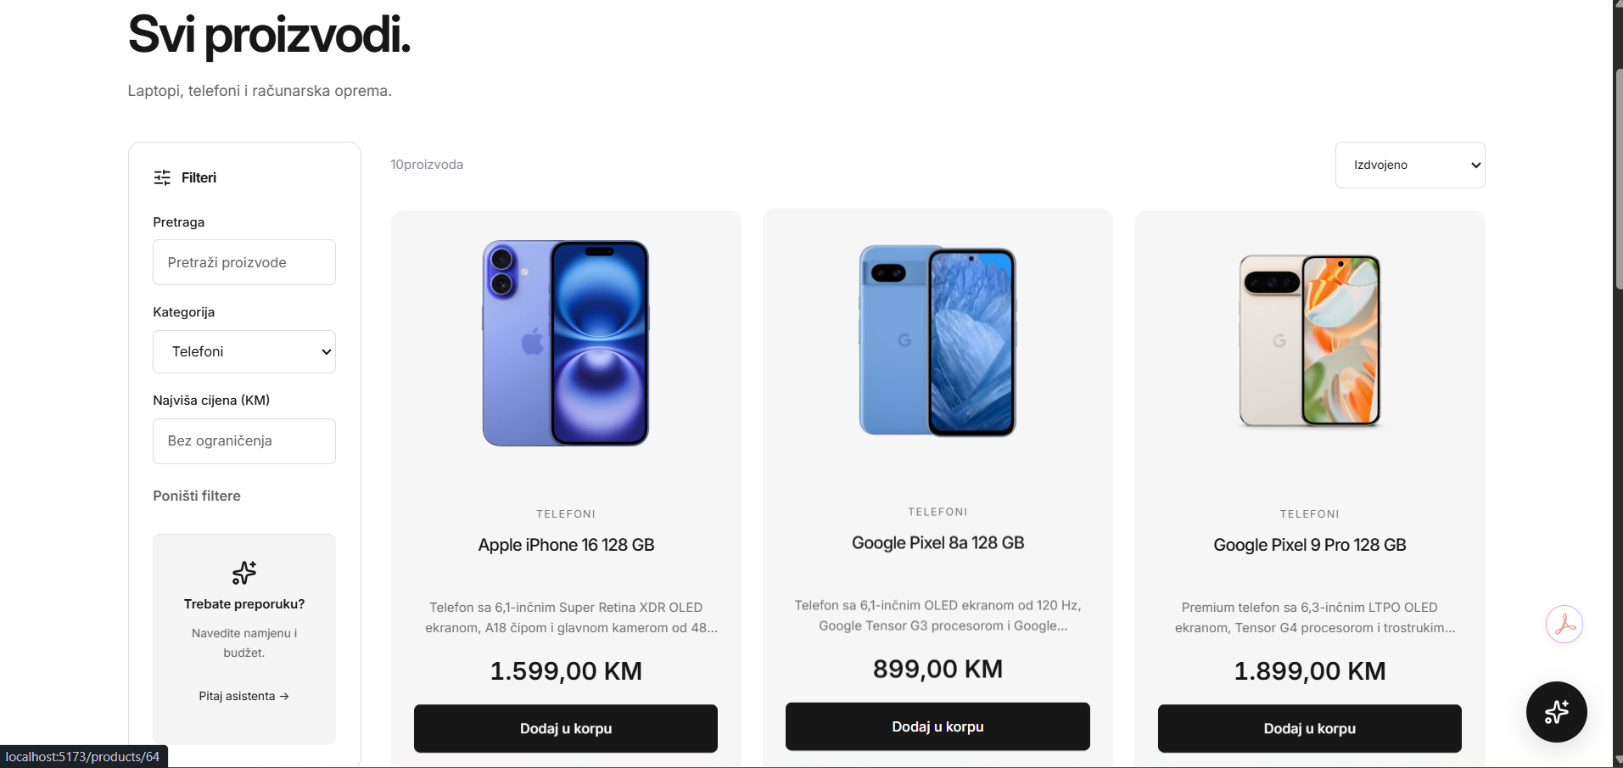 Svi proizvodi.
Laptopi, telefoni i računarska oprema.
Filteri
Pretraga
Pretraži proizvode
Kategorija
Telefoni
Najviša cijena (KM)
Bez ograničenja
Poništi filtere
Trebate preporuku?
Navedite namjenu i
budžet.
Pitaj asistenta →
10proizvoda
Izdvojeno
TELEFONI
Apple iPhone 16 128 GB
Telefon sa 6,1-inčnim Super Retina XDR OLED
ekranom, A18 čipom i glavnom kamerom od 48...
1.599,00 KM
Dodaj u korpu
TELEFONI
Google Pixel 8a 128 GB
Telefon sa 6,1-inčnim OLED ekranom od 120 Hz,
Google Tensor G3 procesorom i Google...
899,00 KM
Dodaj u korpu
TELEFONI
Google Pixel 9 Pro 128 GB
Premium telefon sa 6,3-inčnim LTPO OLED
ekranom, Tensor G4 procesorom i trostrukim...
1.899,00 KM
Dodaj u korpu
localhost:5173/products/64